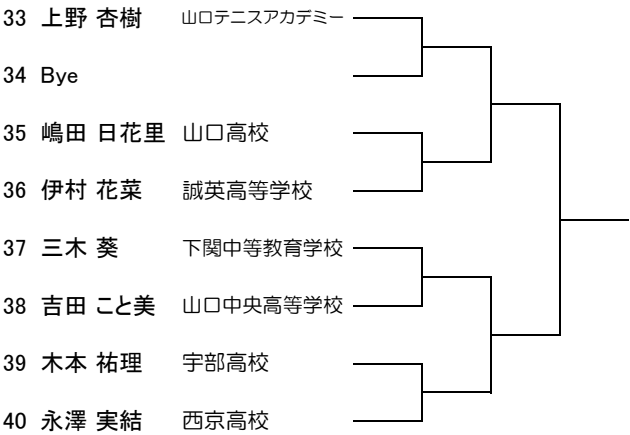 33 上野 杏樹 山口テニスアカデミー
34 Bye
35 嶋田 日花里 山口高校
36 伊村 花菜 誠英高等学校
37 三木 葵 下関中等教育学校
38 吉田 こと美 山口中央高等学校
39 木本 祐理 宇部高校
40 永澤 実結 西京高校